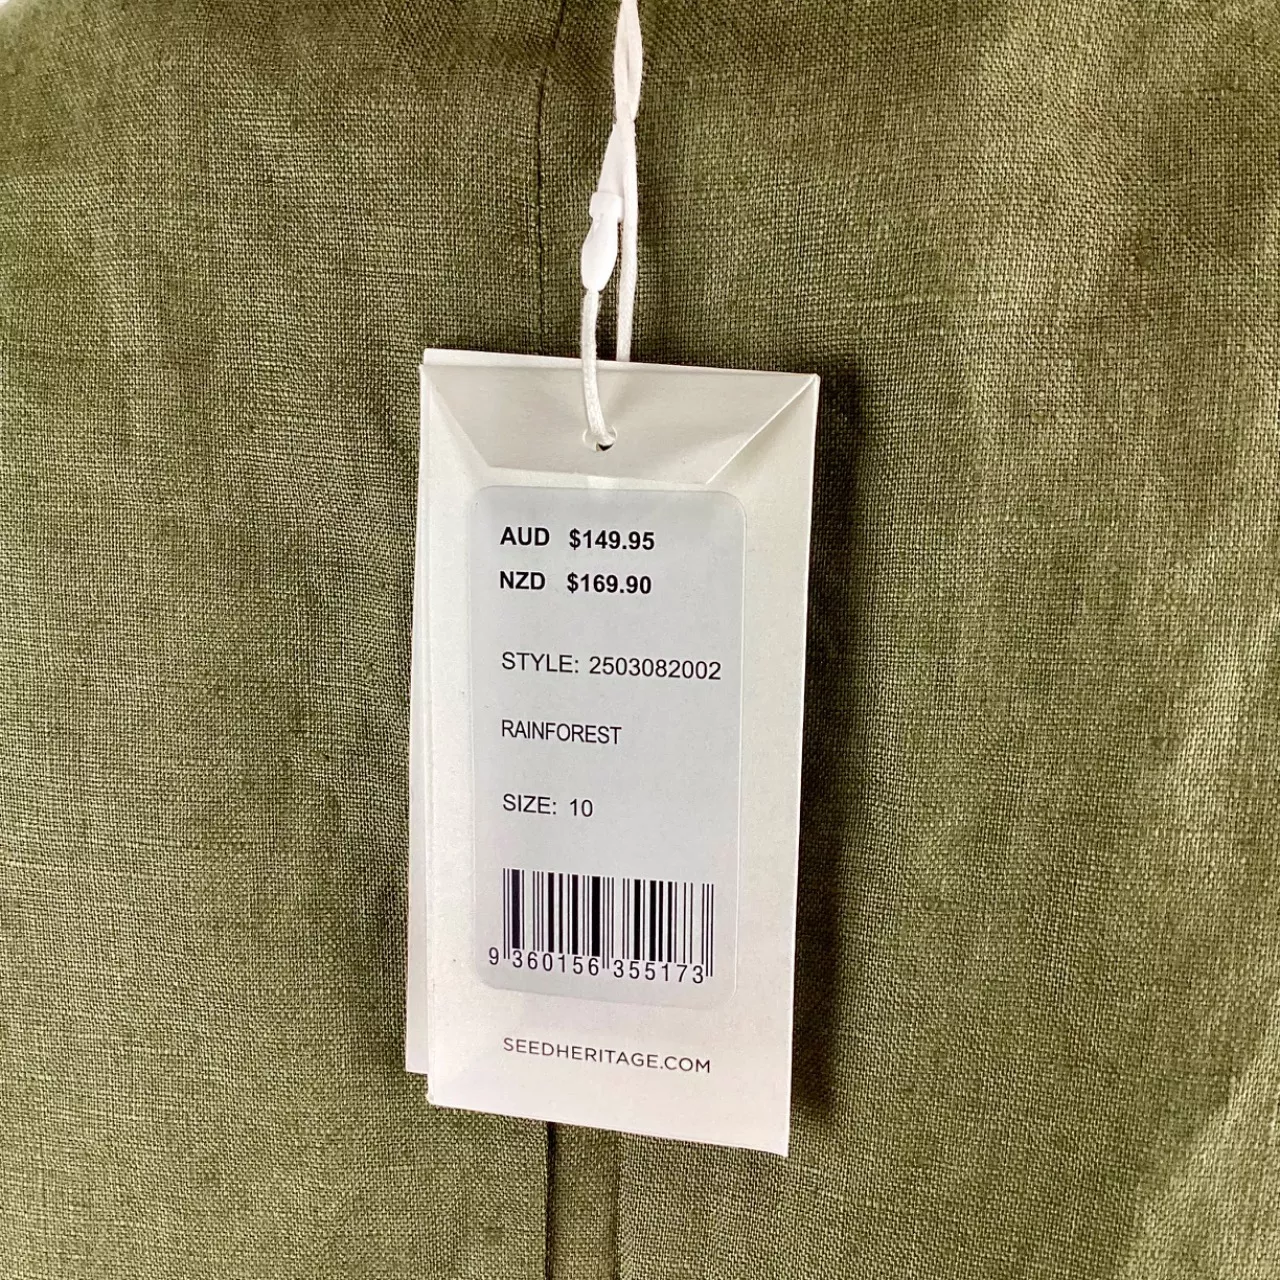 AUD $149.95
NZD $169.90
STYLE: 2503082002
RAINFOREST
SIZE: 10
9 360156 355173
SEEDHERITAGE.COM